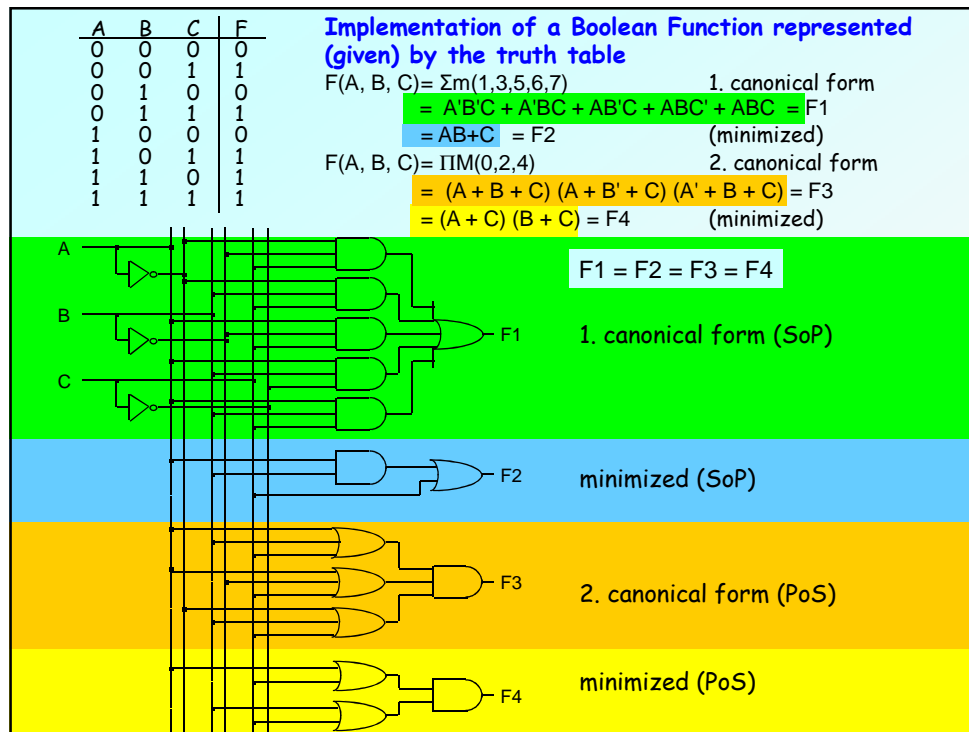 A B C F
0 0 0 0
0 0 1 1
0 1 0 0
0 1 1 1
1 0 0 0
1 0 1 1
1 1 0 1
1 1 1 1
Implementation of a Boolean Function represented
(given) by the truth table
F(A, B, C)= Σm(1,3,5,6,7) 1. canonical form
= A'B'C + A'BC + AB'C + ABC' + ABC = F1
= AB+C = F2 (minimized)
F(A, B, C)= ΠM(0,2,4) 2. canonical form
= (A + B + C) (A + B' + C) (A' + B + C) = F3
= (A + C) (B + C) = F4 (minimized)
A
F1 = F2 = F3 = F4
B
F1 1. canonical form (SoP)
C
F2 minimized (SoP)
F3 2. canonical form (PoS)
F4 minimized (PoS)